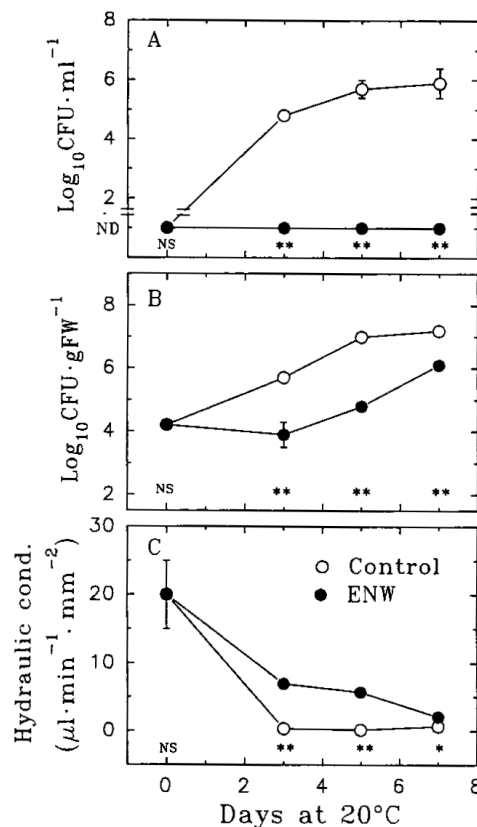 A
Log₁₀CFU·ml⁻¹
8
6
4
2
ND
NS ** ** **
B
Log₁₀CFU·gFW⁻¹
8
6
4
2
NS ** ** **
C
Hydraulic cond.
(μl·min⁻¹·mm⁻²)
30
20
10
0
Control
ENW
NS ** ** *
0 2 4 6 8
Days at 20°C